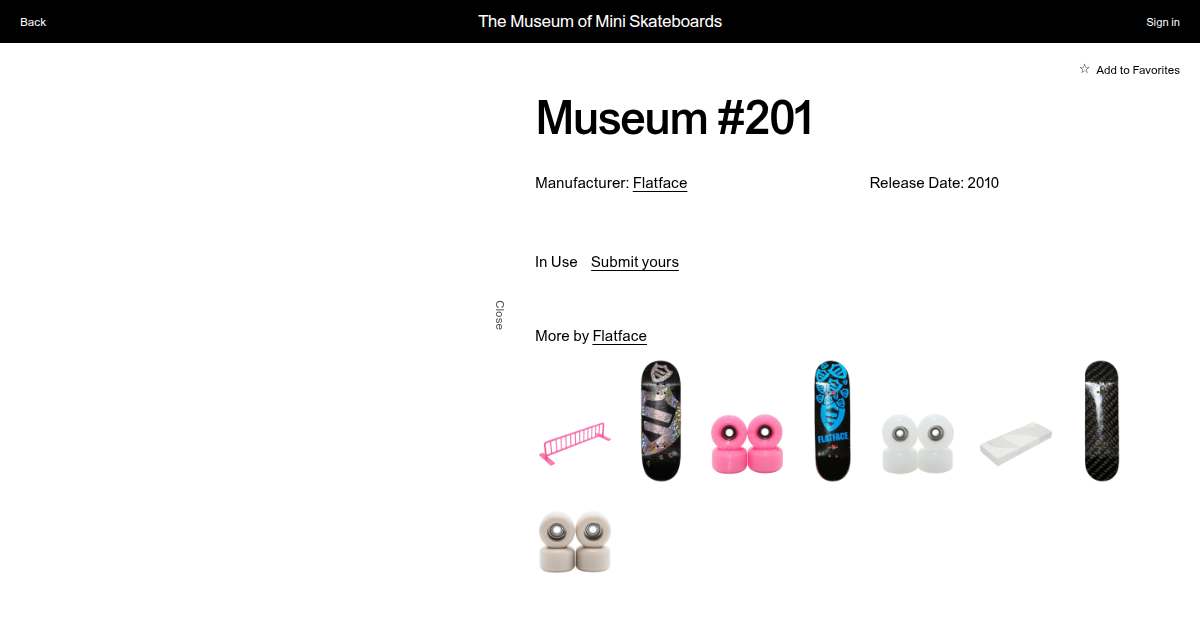 Back
The Museum of Mini Skateboards
Sign in
☆ Add to Favorites
Museum #201
Manufacturer: Flatface
Release Date: 2010
In Use Submit yours
Close
More by Flatface
FLATFACE